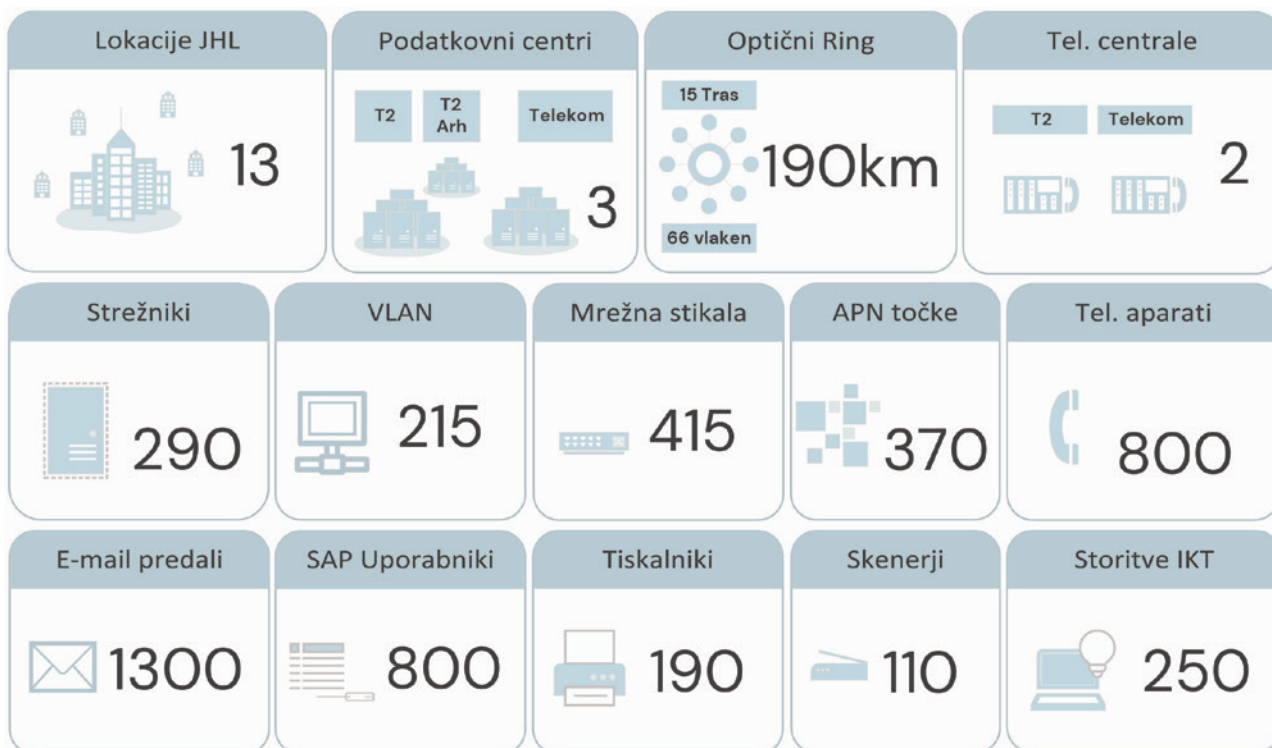 Lokacije JHL
13
Podatkovni centri
T2
T2
Arh
Telekom
3
Optični Ring
15 Tras
190km
66 vlaken
Tel. centrale
T2
Telekom
2
Strežniki
290
VLAN
215
Mrežna stikala
415
APN točke
370
Tel. aparati
800
E-mail predali
1300
SAP Uporabniki
800
Tiskalniki
190
Skenerji
110
Storitve IKT
250